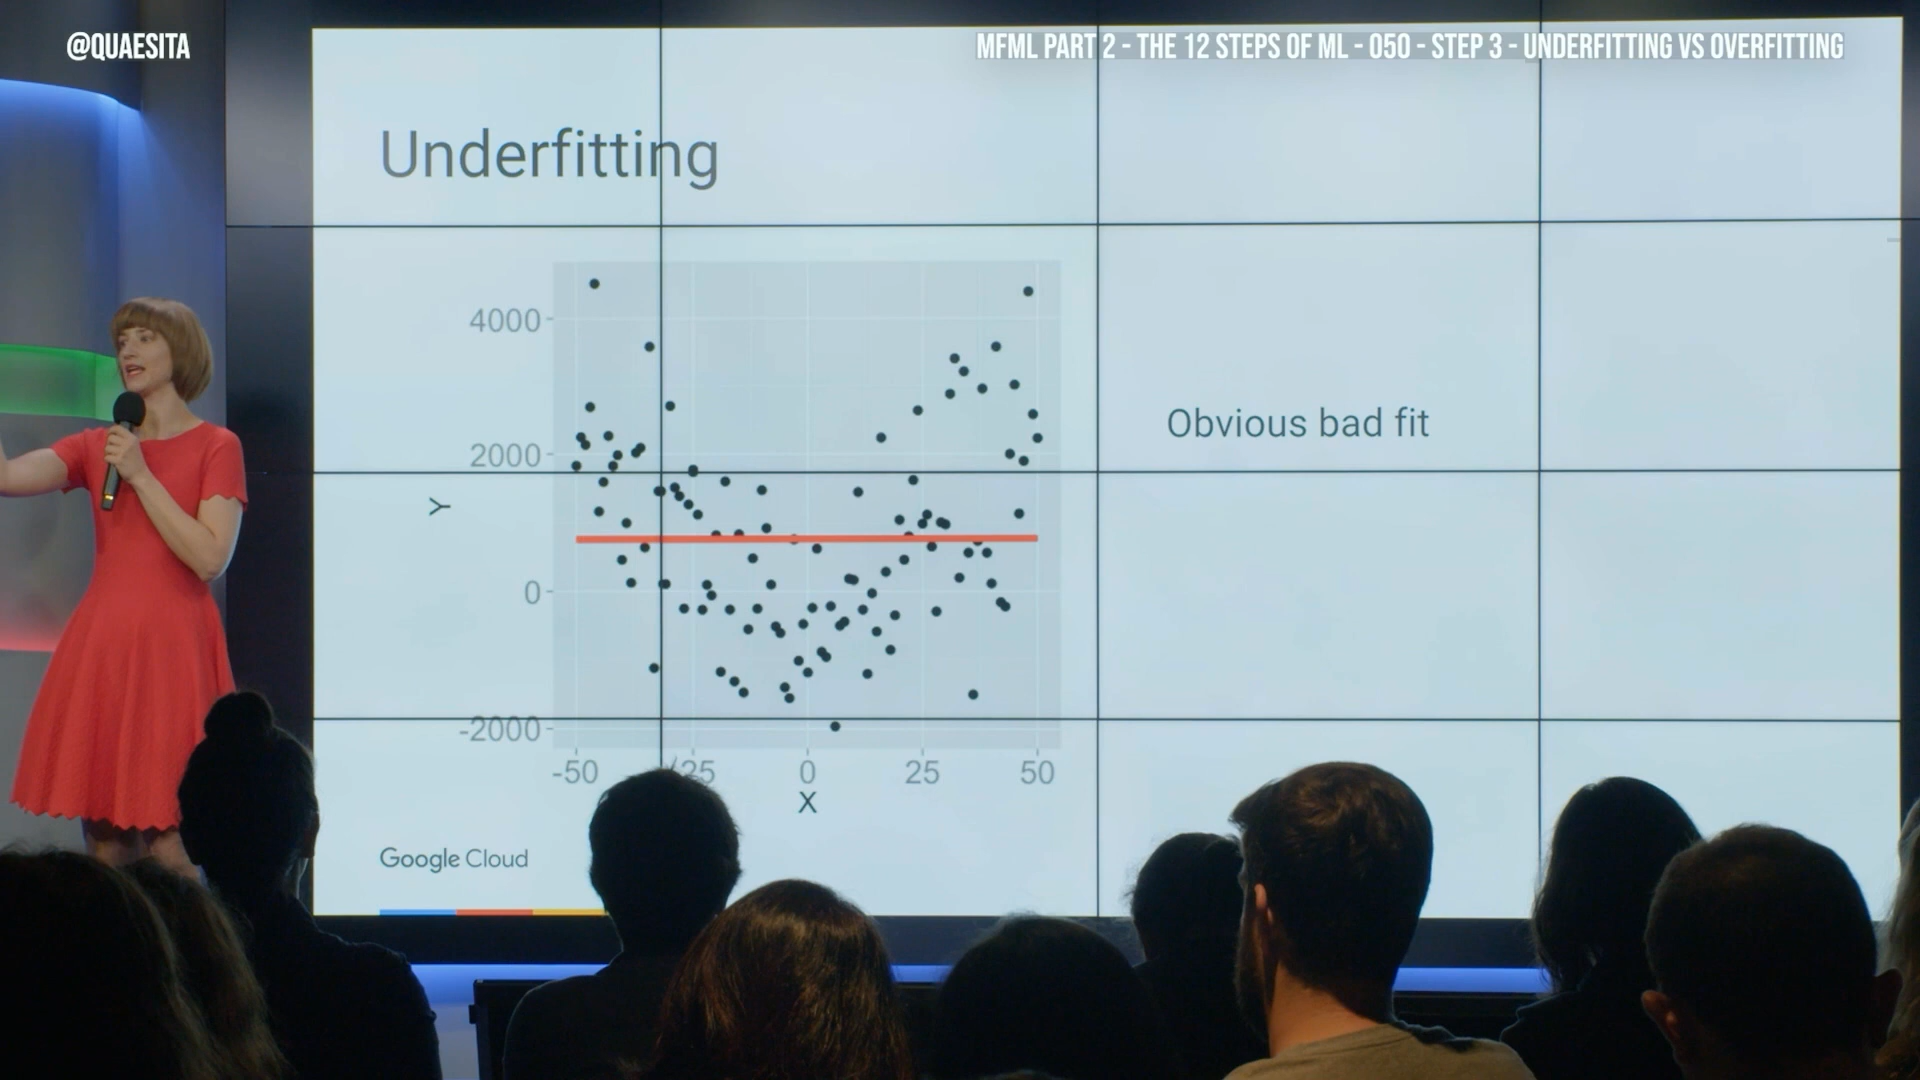 @QUAESITA
MFML PART 2 - THE 12 STEPS OF ML - 050 - STEP 3 - UNDERFITTING VS OVERFITTING
Underfitting
4000
2000
0
-2000
Y
-50 -25 0 25 50
X
Obvious bad fit
Google Cloud